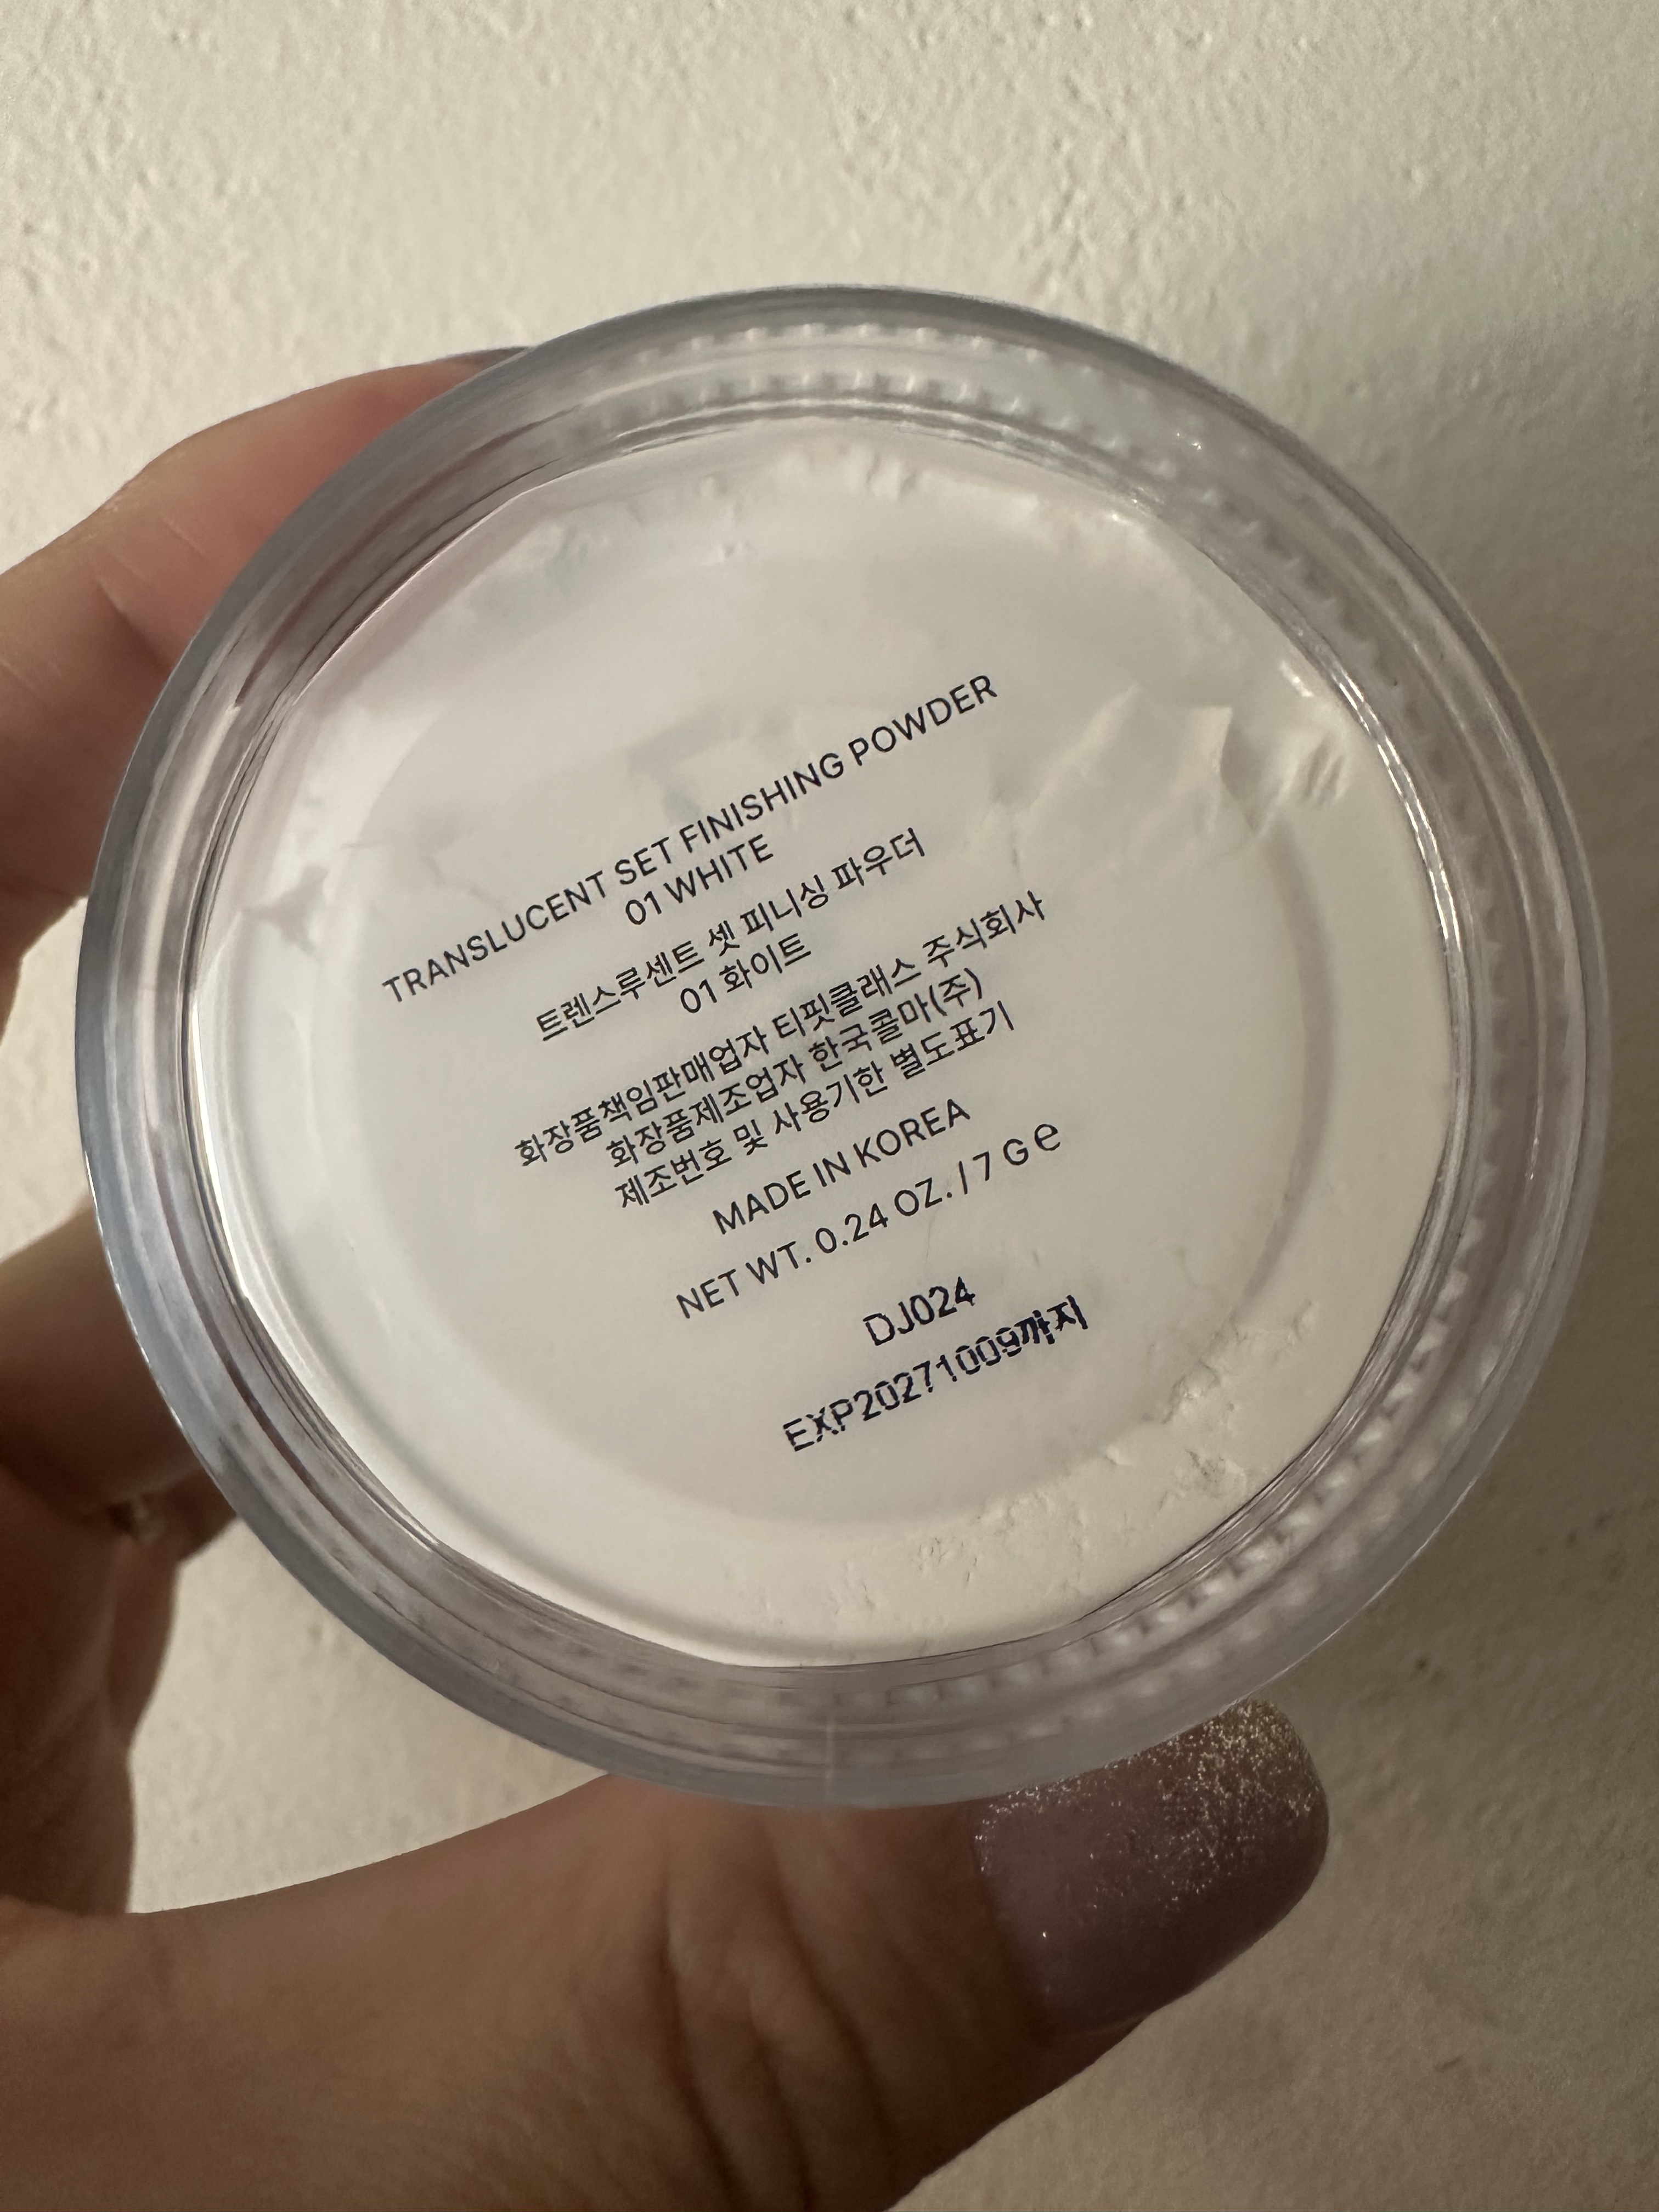 TRANSLUCENT SET FINISHING POWDER
01 WHITE
트렌스루센트 셋 피니싱 파우더
01 화이트
화장품책임판매업자 티핏클래스 주식회사
화장품제조업자 한국콜마(주)
제조번호 및 사용기한 별도표기
MADE IN KOREA
NET WT. 0.24 OZ. / 7 G ℮
DJ024
EXP20271009까지